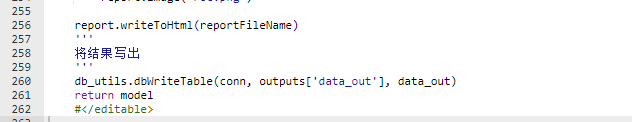 255
256 report.writeToHtml(reportFileName)
257 '''
258 将结果写出
259 '''
260 db_utils.dbWriteTable(conn, outputs['data_out'], data_out)
261 return model
262 #</editable>